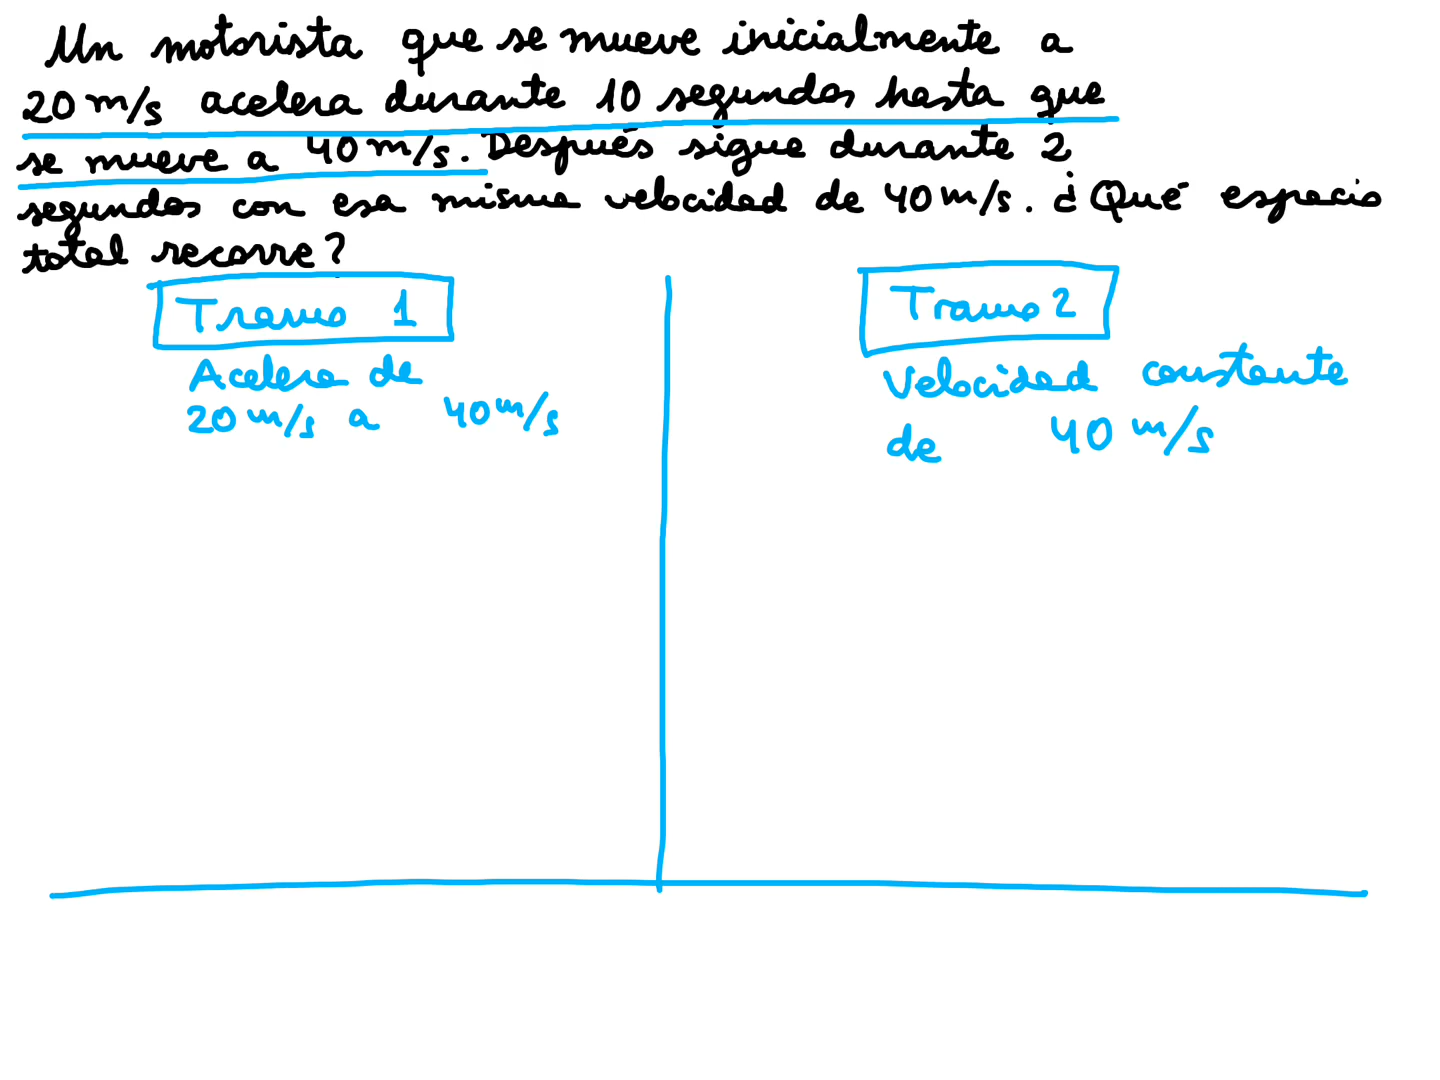 Un motorista que se mueve inicialmente a
20 m/s acelera durante 10 segundos hasta que
se mueve a 40 m/s. Después sigue durante 2
segundos con esa misma velocidad de 40 m/s. ¿Qué espacio
total recorre?
Tramo 1
Acelera de
20 m/s a 40 m/s
Tramo 2
Velocidad constante
de 40 m/s